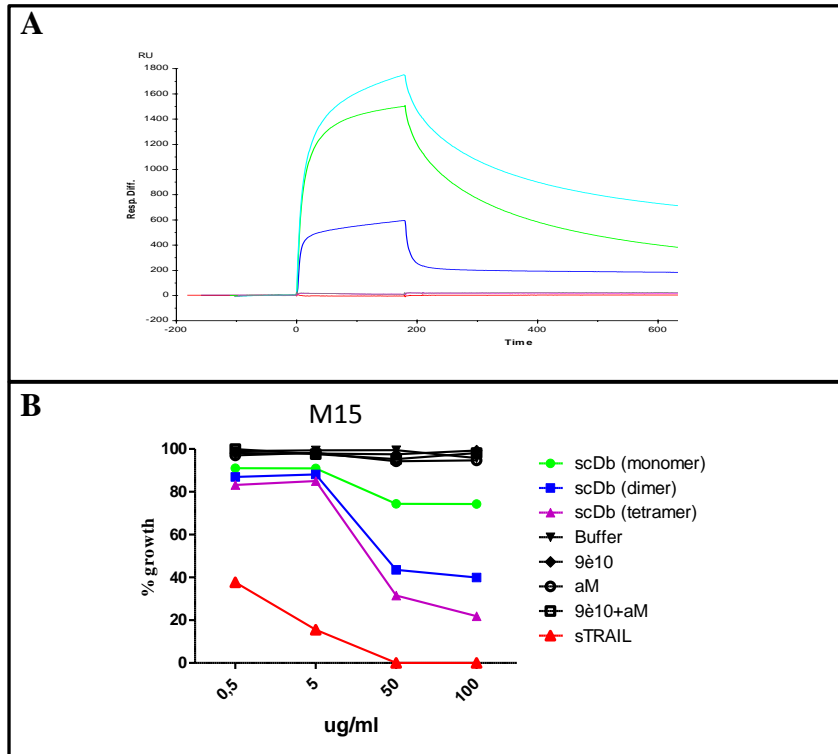 A
RU
1800
1600
1400
1200
1000
800
600
400
200
0
-200
Resp. Diff.
-200 0 200 400 600
Time
B
M15
100
80
60
40
20
0
% growth
0,5 5 50 100
ug/ml
scDb (monomer)
scDb (dimer)
scDb (tetramer)
Buffer
9è10
aM
9è10+aM
sTRAIL